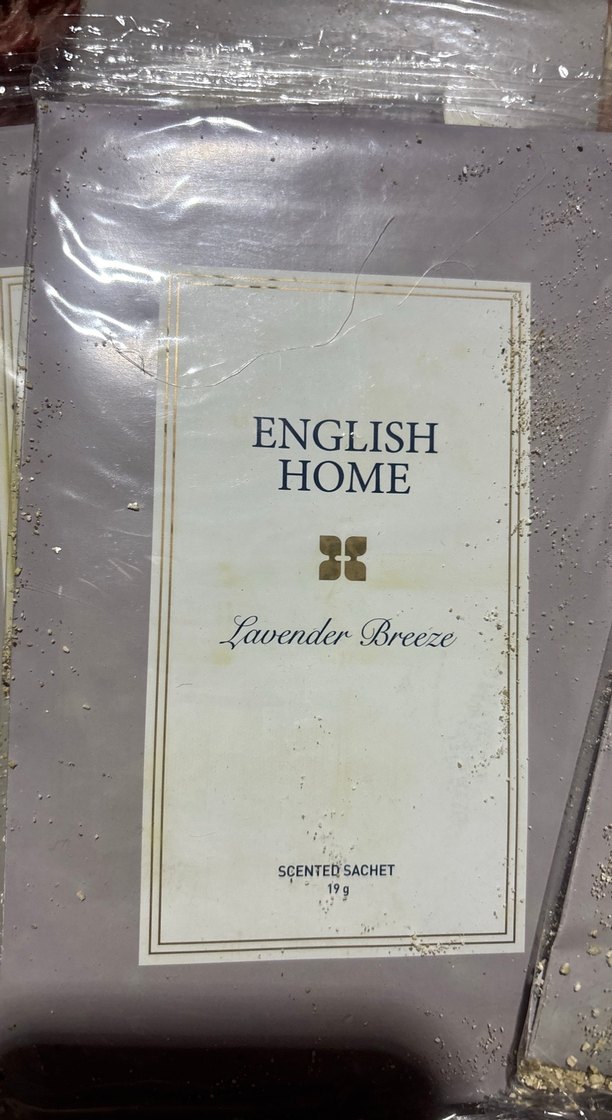 ENGLISH
HOME
Lavender Breeze
SCENTED SACHET
19 g